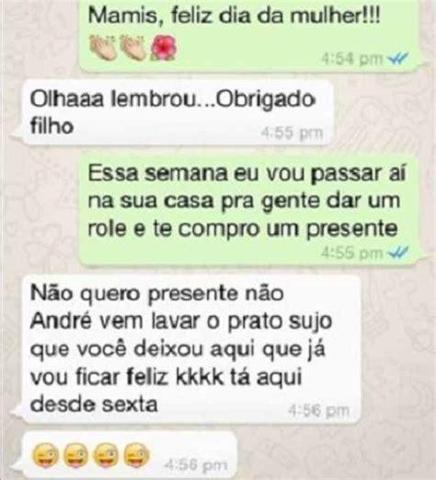 Mamis, feliz dia da mulher!!!
👏👏🌺
4:54 pm
Olhaaa lembrou...Obrigado
filho
4:55 pm
Essa semana eu vou passar aí
na sua casa pra gente dar um
role e te compro um presente
4:55 pm
Não quero presente não
André vem lavar o prato sujo
que você deixou aqui que já
vou ficar feliz kkkk tá aqui
desde sexta
4:56 pm
😜😜😜😜 4:56 pm